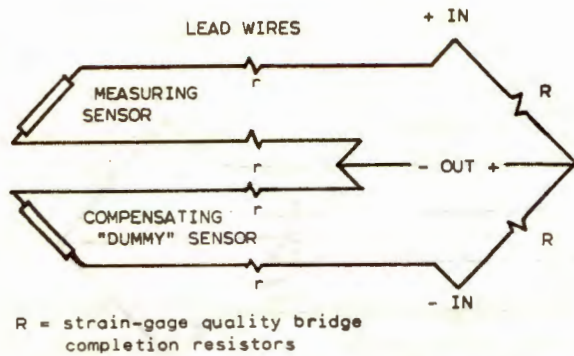 LEAD WIRES
+ IN
r
R
MEASURING
SENSOR
r
- OUT +
r
COMPENSATING
"DUMMY" SENSOR
R
r
- IN
R = strain-gage quality bridge
completion resistors